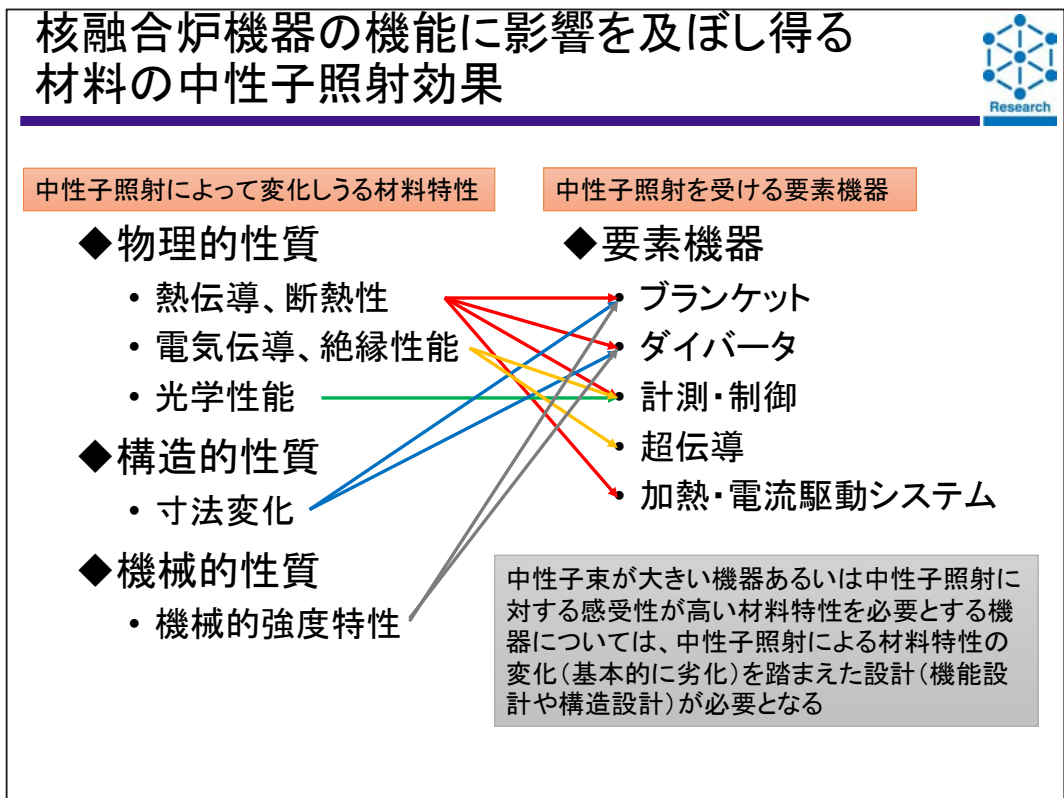 核融合炉機器の機能に影響を及ぼし得る
材料の中性子照射効果
Research
中性子照射によって変化しうる材料特性
◆物理的性質
• 熱伝導、断熱性
• 電気伝導、絶縁性能
• 光学性能
◆構造的性質
• 寸法変化
◆機械的性質
• 機械的強度特性
中性子照射を受ける要素機器
◆要素機器
• ブランケット
• ダイバータ
• 計測・制御
• 超伝導
• 加熱・電流駆動システム
中性子束が大きい機器あるいは中性子照射に
対する感受性が高い材料特性を必要とする機
器については、中性子照射による材料特性の
変化（基本的に劣化）を踏まえた設計（機能設
計や構造設計）が必要となる